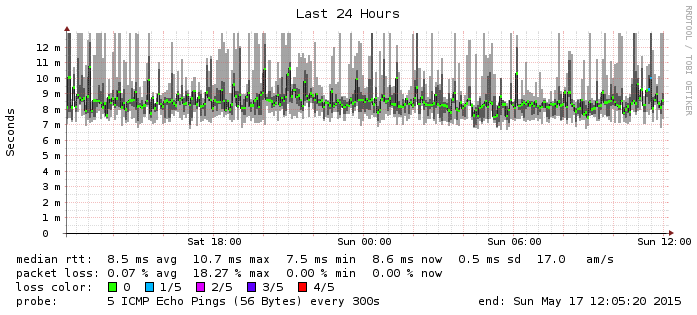 Last 24 Hours
RRDTOOL / TOBI OETIKER
Seconds
12 m
11 m
10 m
9 m
8 m
7 m
6 m
5 m
4 m
3 m
2 m
1 m
0
Sat 18:00 Sun 00:00 Sun 06:00 Sun 12:00
median rtt: 8.5 ms avg 10.7 ms max 7.5 ms min 8.6 ms now 0.5 ms sd 17.0 am/s
packet loss: 0.07 % avg 18.27 % max 0.00 % min 0.00 % now
loss color: 0 1/5 2/5 3/5 4/5
probe: 5 ICMP Echo Pings (56 Bytes) every 300s end: Sun May 17 12:05:20 2015